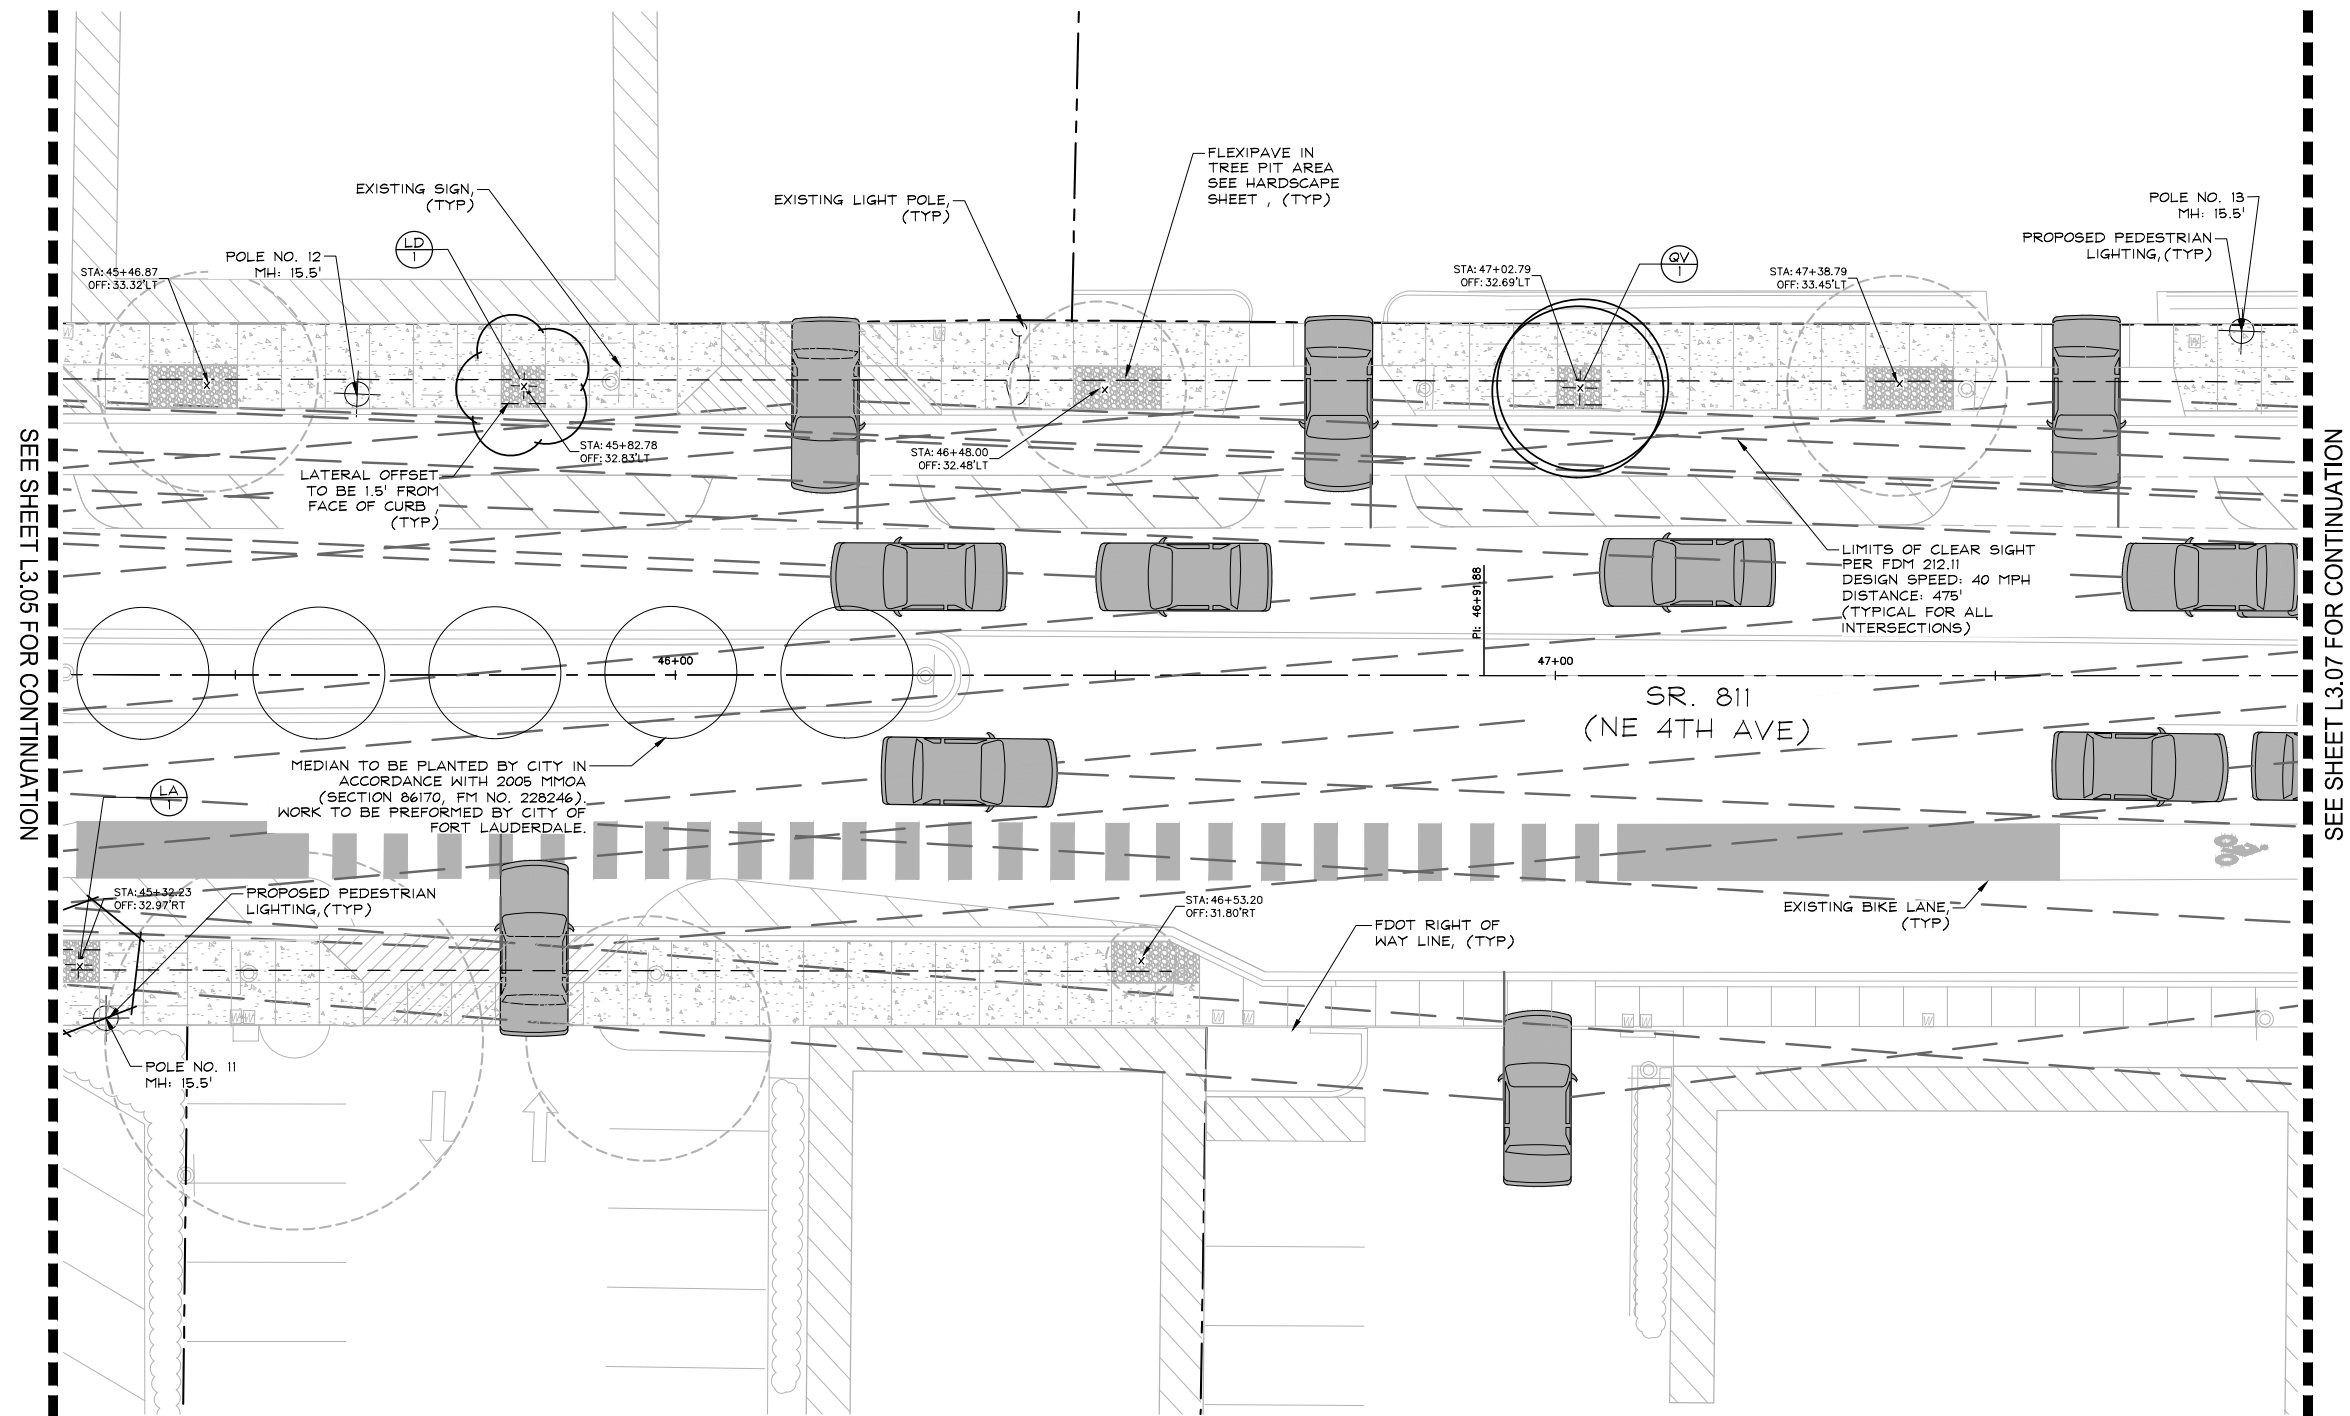 FLEXIPAVE IN
TREE PIT AREA
SEE HARDSCAPE
SHEET , (TYP)
EXISTING SIGN,
(TYP)
EXISTING LIGHT POLE,
(TYP)
POLE NO. 13
MH: 15.5'
PROPOSED PEDESTRIAN
LIGHTING,(TYP)
LD
1
POLE NO. 12
MH: 15.5'
STA: 45+46.87
OFF: 33.32'LT
STA: 47+02.79
OFF: 32.69'LT
QV
1
STA: 47+38.79
OFF: 33.45'LT
STA: 45+82.78
OFF: 32.83'LT
STA: 46+48.00
OFF: 32.48'LT
LATERAL OFFSET
TO BE 1.5' FROM
FACE OF CURB ,
(TYP)
LIMITS OF CLEAR SIGHT
PER FDM 212.11
DESIGN SPEED: 40 MPH
DISTANCE: 475'
(TYPICAL FOR ALL
INTERSECTIONS)
PI: 46+91.88
SEE SHEET L3.05 FOR CONTINUATION
SEE SHEET L3.07 FOR CONTINUATION
46+00
47+00
SR. 811
(NE 4TH AVE)
MEDIAN TO BE PLANTED BY CITY IN
ACCORDANCE WITH 2005 MMOA
(SECTION 86170, FM NO. 228246).
WORK TO BE PREFORMED BY CITY OF
FORT LAUDERDALE.
LA
1
STA: 45+32.23
OFF: 32.97'RT
PROPOSED PEDESTRIAN
LIGHTING,(TYP)
STA: 46+53.20
OFF: 31.80'RT
EXISTING BIKE LANE,
(TYP)
FDOT RIGHT OF
WAY LINE, (TYP)
POLE NO. 11
MH: 15.5'
W
W
W
W
W
W
W
W
W